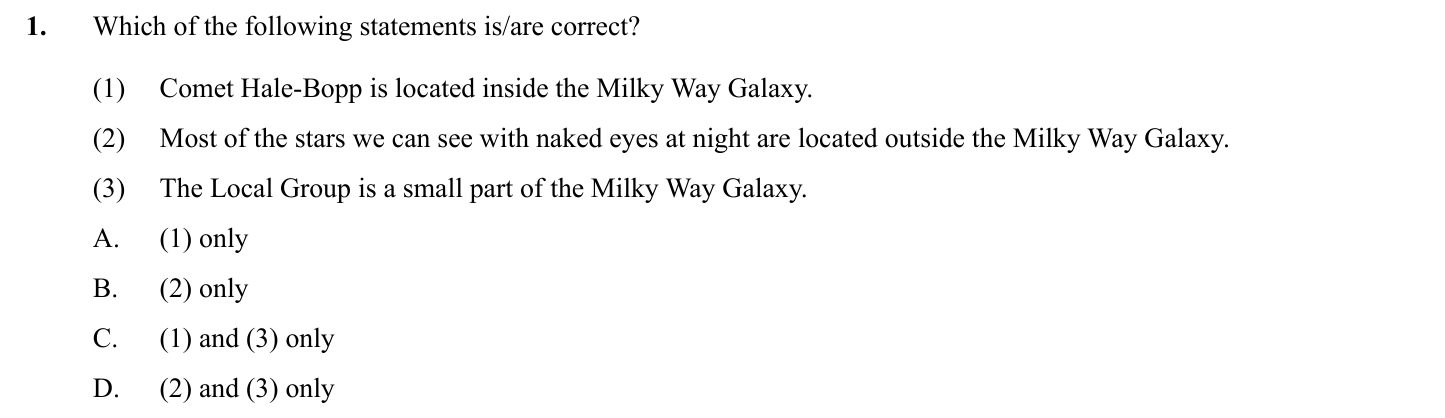 1. Which of the following statements is/are correct?
(1) Comet Hale-Bopp is located inside the Milky Way Galaxy.
(2) Most of the stars we can see with naked eyes at night are located outside the Milky Way Galaxy.
(3) The Local Group is a small part of the Milky Way Galaxy.
A. (1) only
B. (2) only
C. (1) and (3) only
D. (2) and (3) only